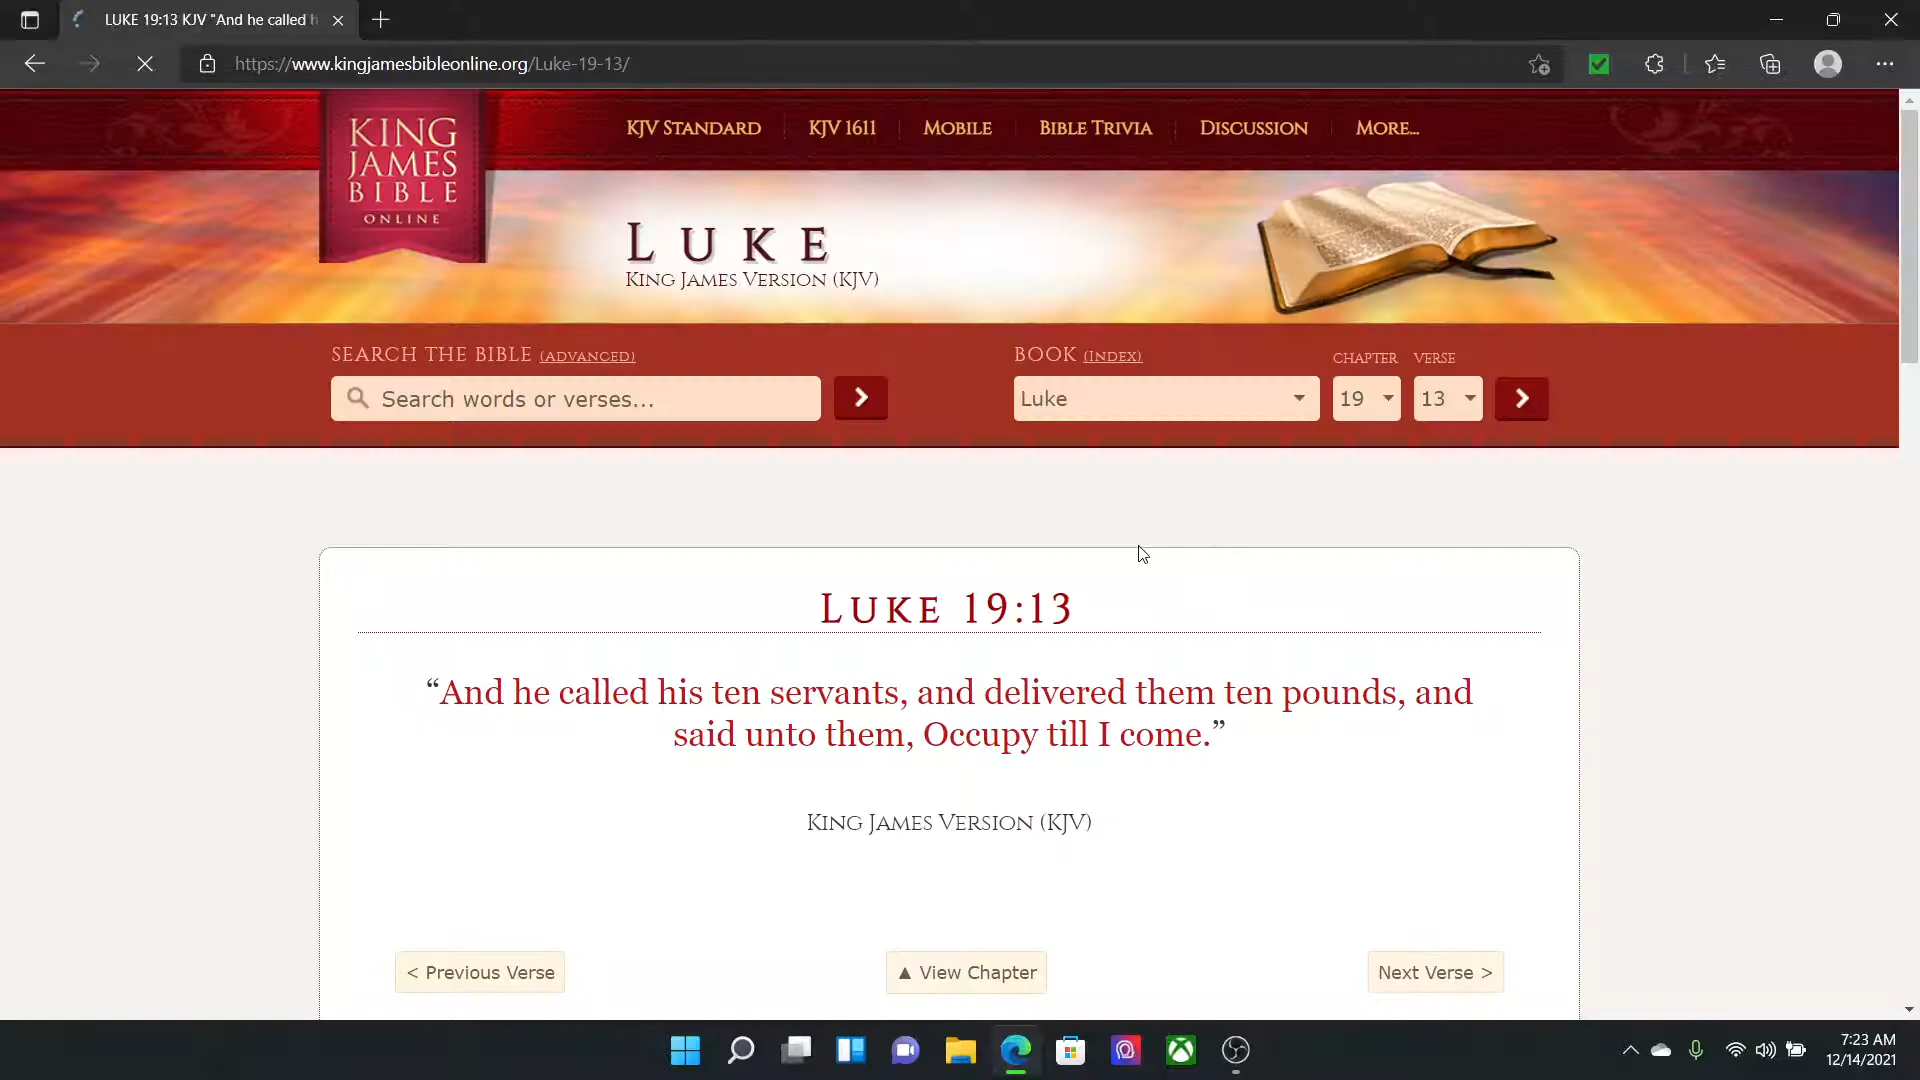 LUKE 19:13 KJV "And he called h
https://www.kingjamesbibleonline.org/Luke-19-13/
KING
JAMES
BIBLE
ONLINE
KJV STANDARD
KJV 1611
MOBILE
BIBLE TRIVIA
DISCUSSION
MORE...
LUKE
KING JAMES VERSION (KJV)
SEARCH THE BIBLE (ADVANCED)
BOOK (INDEX)
CHAPTER
VERSE
Search words or verses...
Luke
19
13
LUKE 19:13
“And he called his ten servants, and delivered them ten pounds, and
said unto them, Occupy till I come.”
KING JAMES VERSION (KJV)
< Previous Verse
▲ View Chapter
Next Verse >
7:23 AM
12/14/2021